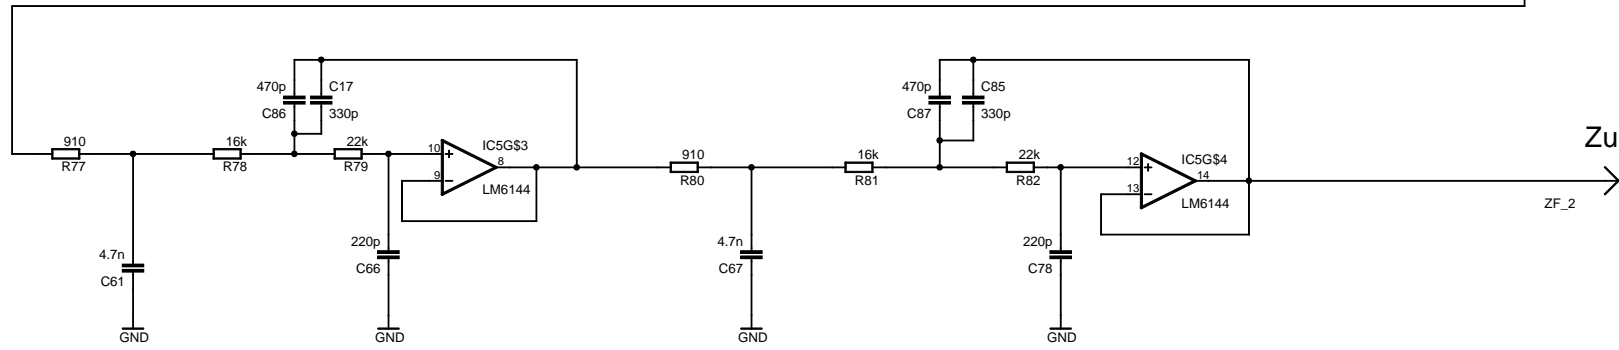 470p C17
C86 330p
470p C85
C87 330p
910
R77
16k
R78
22k
R79
10
9
8
IC5G$3
LM6144
910
R80
16k
R81
22k
R82
12
13
14
IC5G$4
LM6144
Zu
ZF_2
4.7n
C61
220p
C66
4.7n
C67
220p
C78
GND
GND
GND
GND